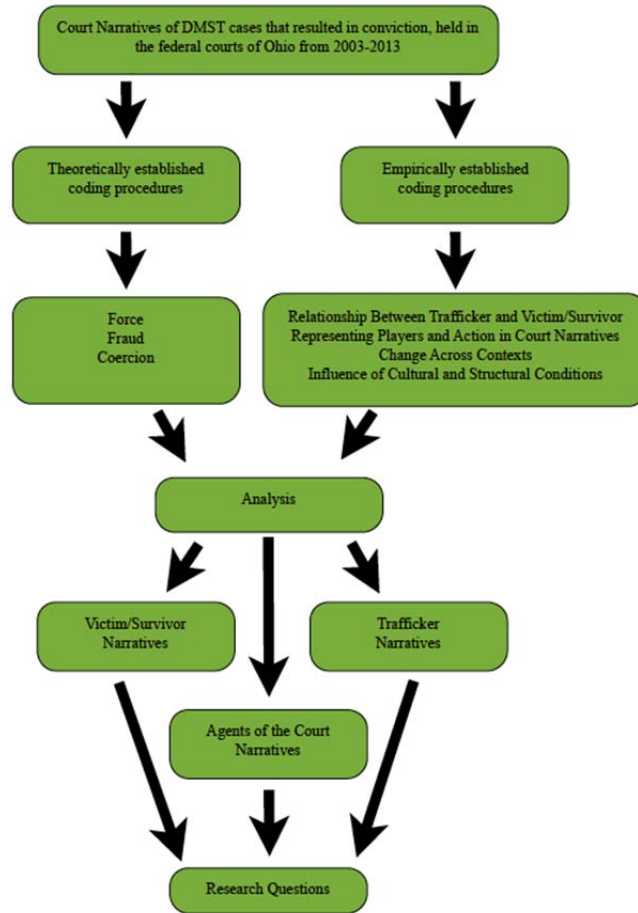 Court Narratives of DMST cases that resulted in conviction, held in
the federal courts of Ohio from 2003-2013
Theoretically established
coding procedures
Empirically established
coding procedures
Force
Fraud
Coercion
Relationship Between Trafficker and Victim/Survivor
Representing Players and Action in Court Narratives
Change Across Contexts
Influence of Cultural and Structural Conditions
Analysis
Victim/Survivor
Narratives
Trafficker
Narratives
Agents of the Court
Narratives
Research Questions